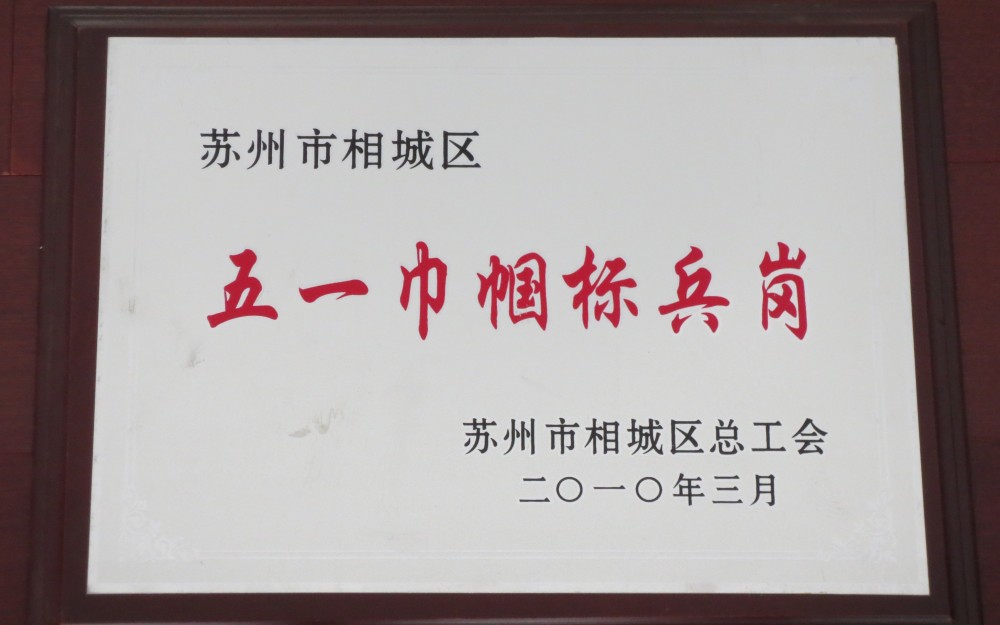 苏州市相城区
五一巾帼标兵岗
苏州市相城区总工会
二〇一〇年三月